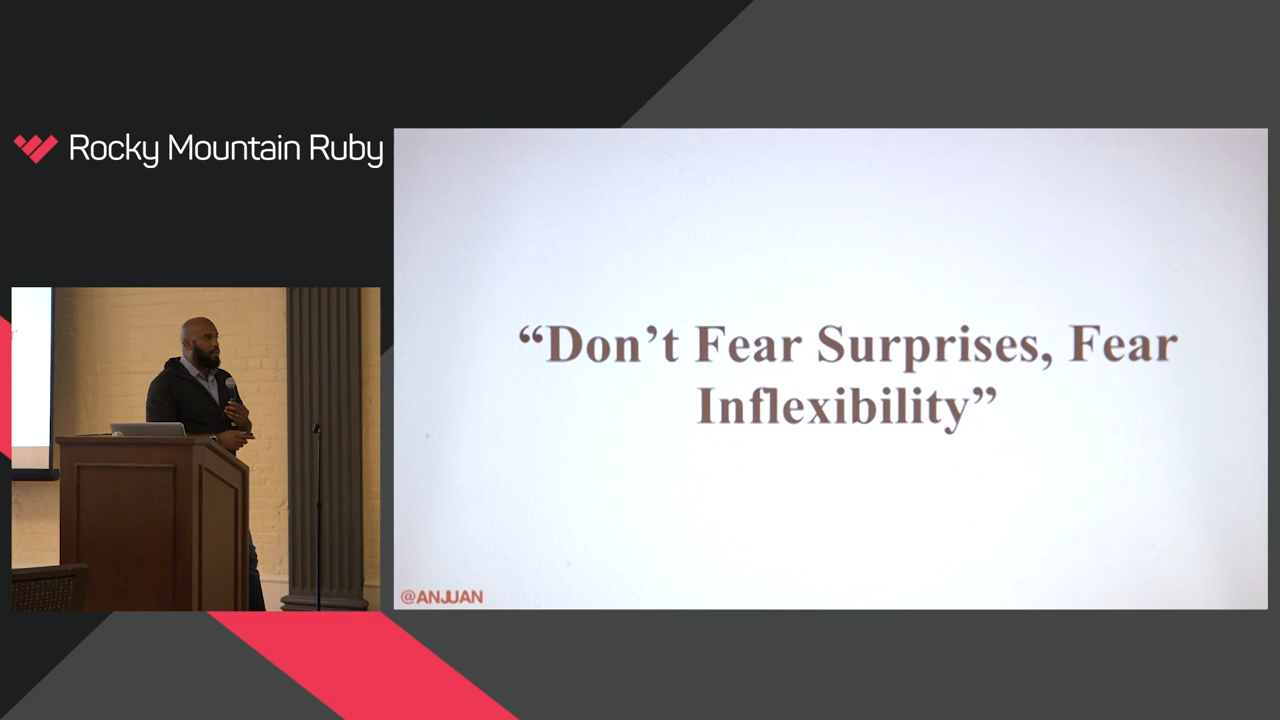 Rocky Mountain Ruby
“Don’t Fear Surprises, Fear
Inflexibility”
@ANJUAN